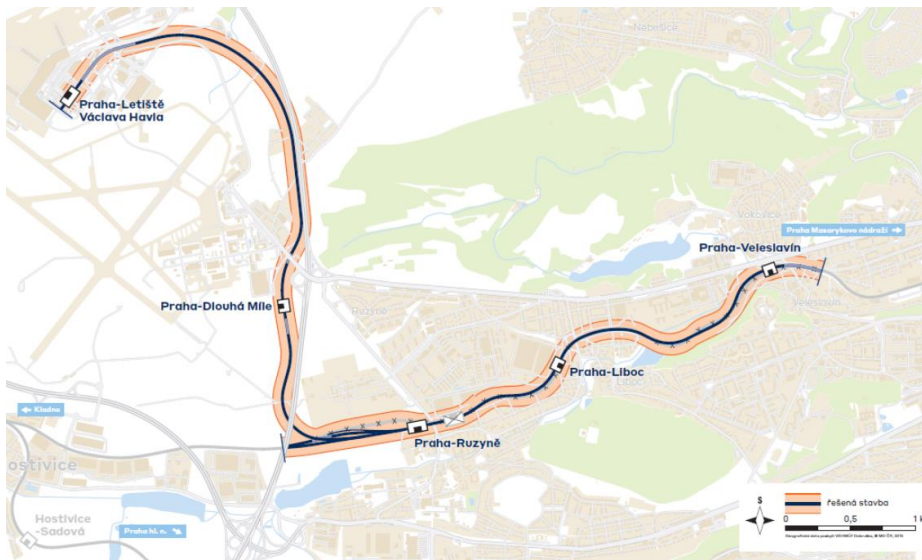 Nebušice
Praha-Letiště
Václava Havla
Vokovice
Praha Masarykovo nádraží
Praha-Veleslavín
Veleslavín
Praha-Dlouhá Míle
Ruzyně
Praha-Liboc
Liboc
Kladno
Praha-Ruzyně
Hostivice
Hostivice
-Sadová
Praha hl. n.
S
řešená stavba
0 0,5 1 k